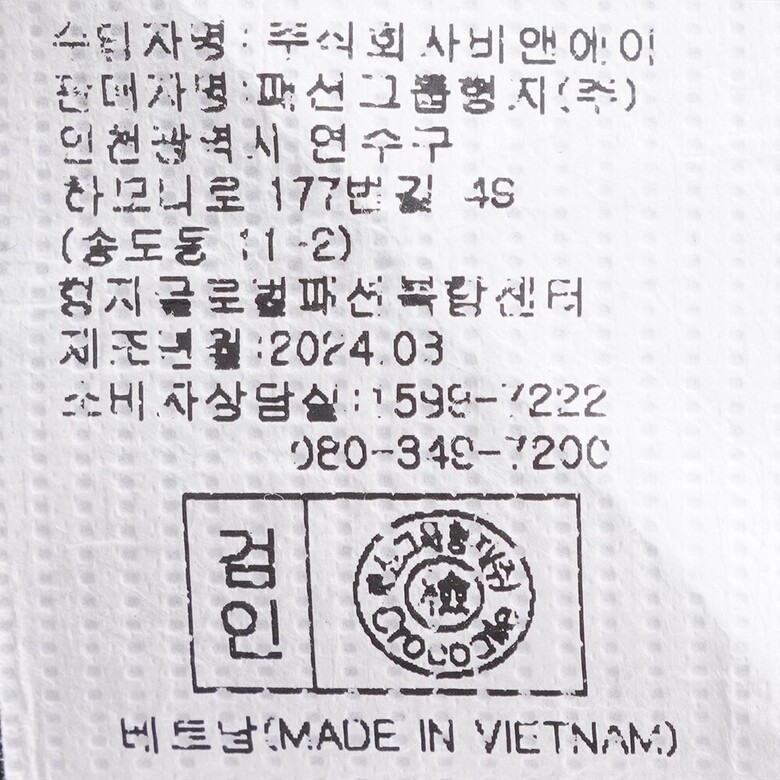 수입자명:주식회사비앤에이
판매자명:패션그룹형지(주)
인천광역시 연수구
하모니로 177번길 49
(송도동 11-2)
형지글로벌패션복합센터
제조년월:2024.03
소비자상담실:1599-7222
080-349-7200
검인
베트남(MADE IN VIETNAM)